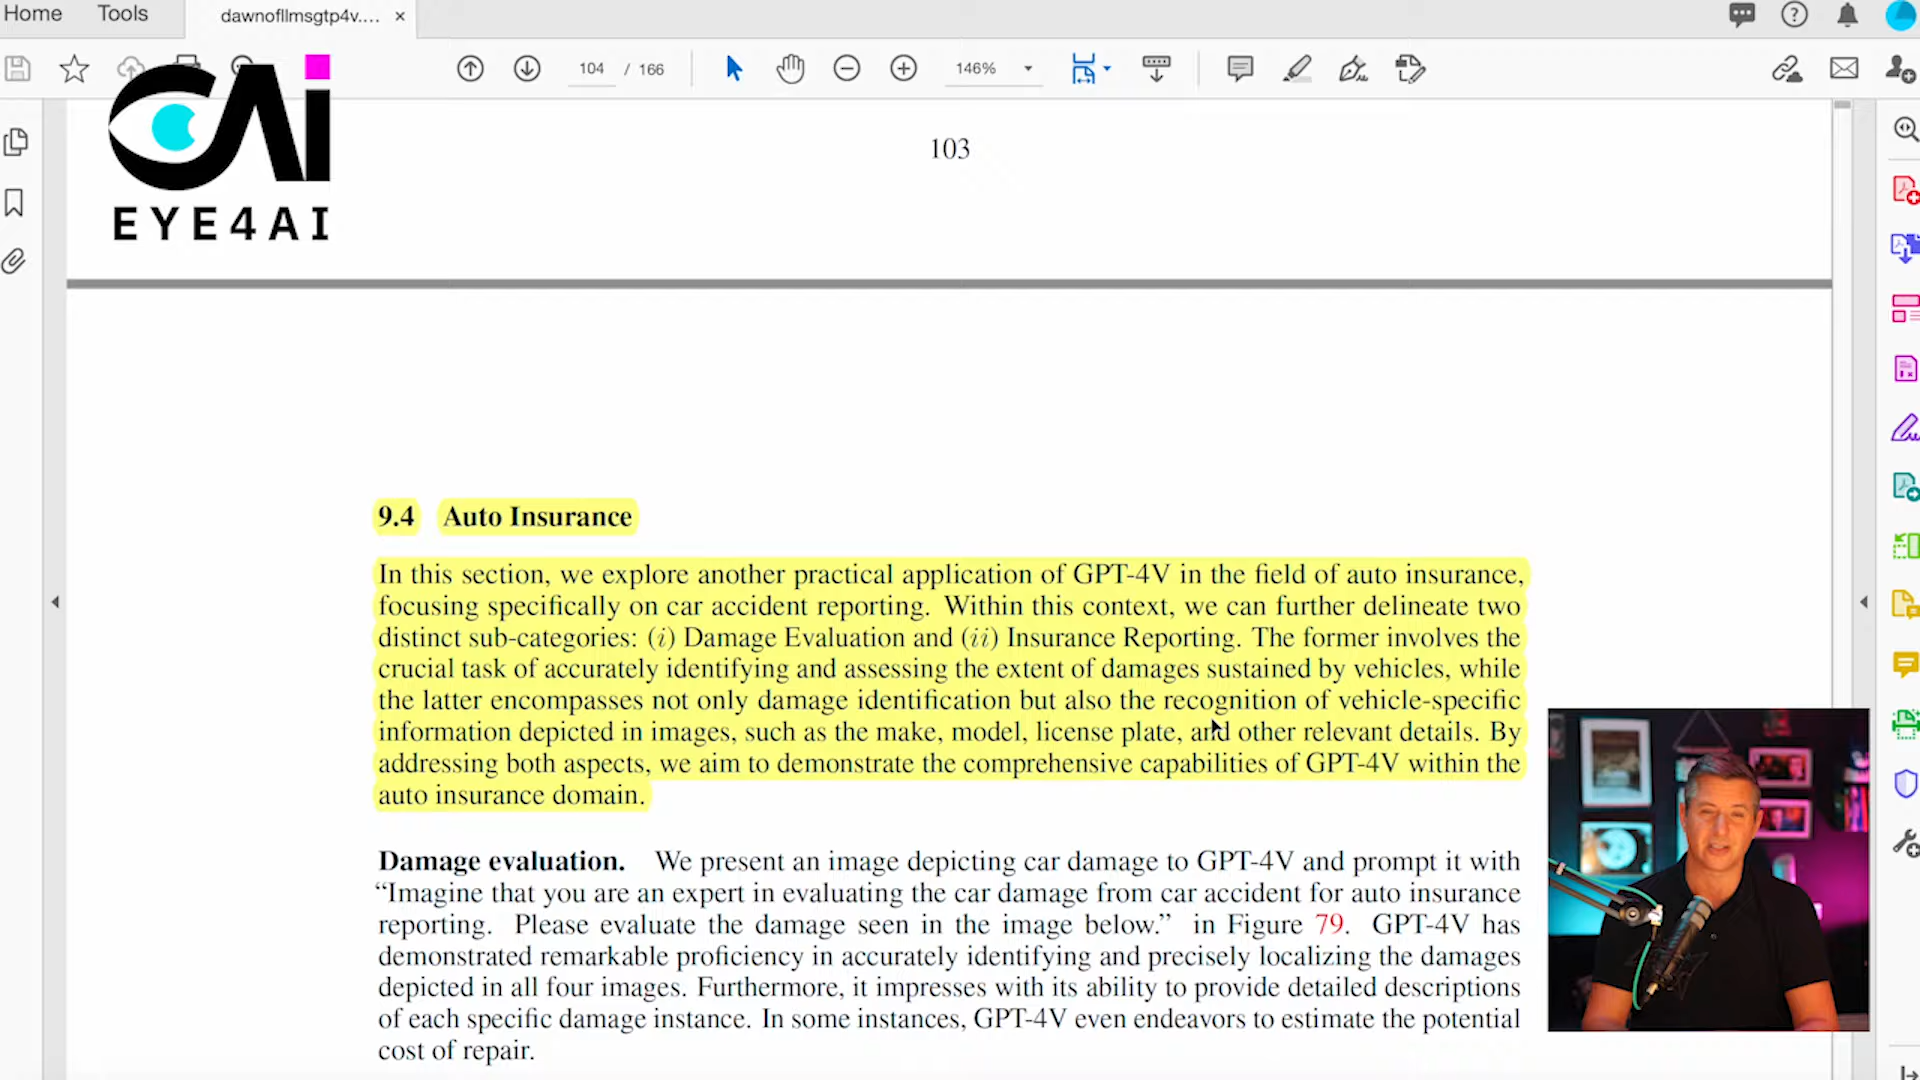 Home
Tools
dawnofllmsgtp4v....
104 / 166
146%
EYE4AI
103
9.4 Auto Insurance
In this section, we explore another practical application of GPT-4V in the field of auto insurance,
focusing specifically on car accident reporting. Within this context, we can further delineate two
distinct sub-categories: (i) Damage Evaluation and (ii) Insurance Reporting. The former involves the
crucial task of accurately identifying and assessing the extent of damages sustained by vehicles, while
the latter encompasses not only damage identification but also the recognition of vehicle-specific
information depicted in images, such as the make, model, license plate, and other relevant details. By
addressing both aspects, we aim to demonstrate the comprehensive capabilities of GPT-4V within the
auto insurance domain.
Damage evaluation. We present an image depicting car damage to GPT-4V and prompt it with
“Imagine that you are an expert in evaluating the car damage from car accident for auto insurance
reporting. Please evaluate the damage seen in the image below.” in Figure 79. GPT-4V has
demonstrated remarkable proficiency in accurately identifying and precisely localizing the damages
depicted in all four images. Furthermore, it impresses with its ability to provide detailed descriptions
of each specific damage instance. In some instances, GPT-4V even endeavors to estimate the potential
cost of repair.